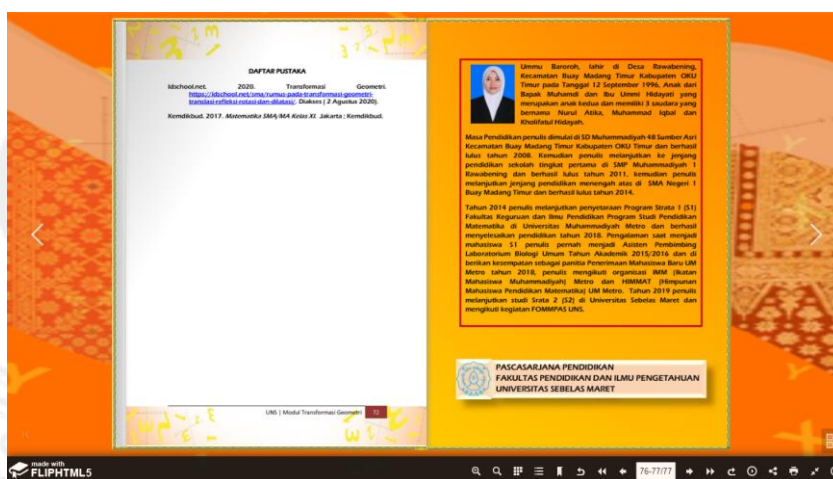 DAFTAR PUSTAKA
Idschool.net. 2020. Transformasi Geometri.
https://idschool.net/sma/rumus-pada-transformasi-geometri-
translasi-refleksi-rotasi-dan-dilatasi/. Diakses ( 2 Agustus 2020).
Kemdikbud. 2017. Matematika SMA/MA Kelas XI. Jakarta ; Kemdikbud.
UNS | Modul Transformasi Geometri 72
Ummu Baroroh, lahir di Desa Rawabening,
Kecamatan Buay Madang Timur Kabupaten OKU
Timur pada Tanggal 12 September 1996, Anak dari
Bapak Muhamad dan Ibu Ummi Hidayati yang
merupakan anak kedua dan memiliki 3 saudara yang
bernama Nurul Atika, Muhammad Iqbal dan
Kholifatul Hidayah.
Masa Pendidikan penulis dimulai di SD Muhammadiyah 48 Sumber Asri
Kecamatan Buay Madang Timur Kabupaten OKU Timur dan berhasil
lulus tahun 2008. Kemudian penulis melanjutkan ke jenjang
pendidikan sekolah tingkat pertama di SMP Muhammadiyah 1
Rawabening dan berhasil lulus tahun 2011, kemudian penulis
melanjutkan jenjang pendidikan menengah atas di SMA Negeri 1
Buay Madang Timur dan berhasil lulus tahun 2014.
Tahun 2014 penulis melanjutkan penyetaraan Program Strata 1 (S1)
Fakultas Keguruan dan Ilmu Pendidikan Program Studi Pendidikan
Matematika di Universitas Muhammadiyah Metro dan berhasil
menyelesaikan pendidikan tahun 2018. Pengalaman saat menjadi
mahasiswa S1 penulis pernah menjadi Asisten Pembimbing
Laboratorium Biologi Umum Tahun Akademik 2015/2016 dan di
berikan kesempatan sebagai panitia Penerimaan Mahasiswa Baru UM
Metro tahun 2018, penulis mengikuti organisasi IMM (Ikatan
Mahasiswa Muhammadiyah) Metro dan HIMMAT (Himpunan
Mahasiswa Pendidikan Matematika) UM Metro. Tahun 2019 penulis
melanjutkan studi Srata 2 (S2) di Universitas Sebelas Maret dan
mengikuti kegiatan FOMMPAS UNS.
PASCASARJANA PENDIDIKAN
FAKULTAS PENDIDIKAN DAN ILMU PENGETAHUAN
UNIVERSITAS SEBELAS MARET
made with
FLIPHTML5
76-77/77